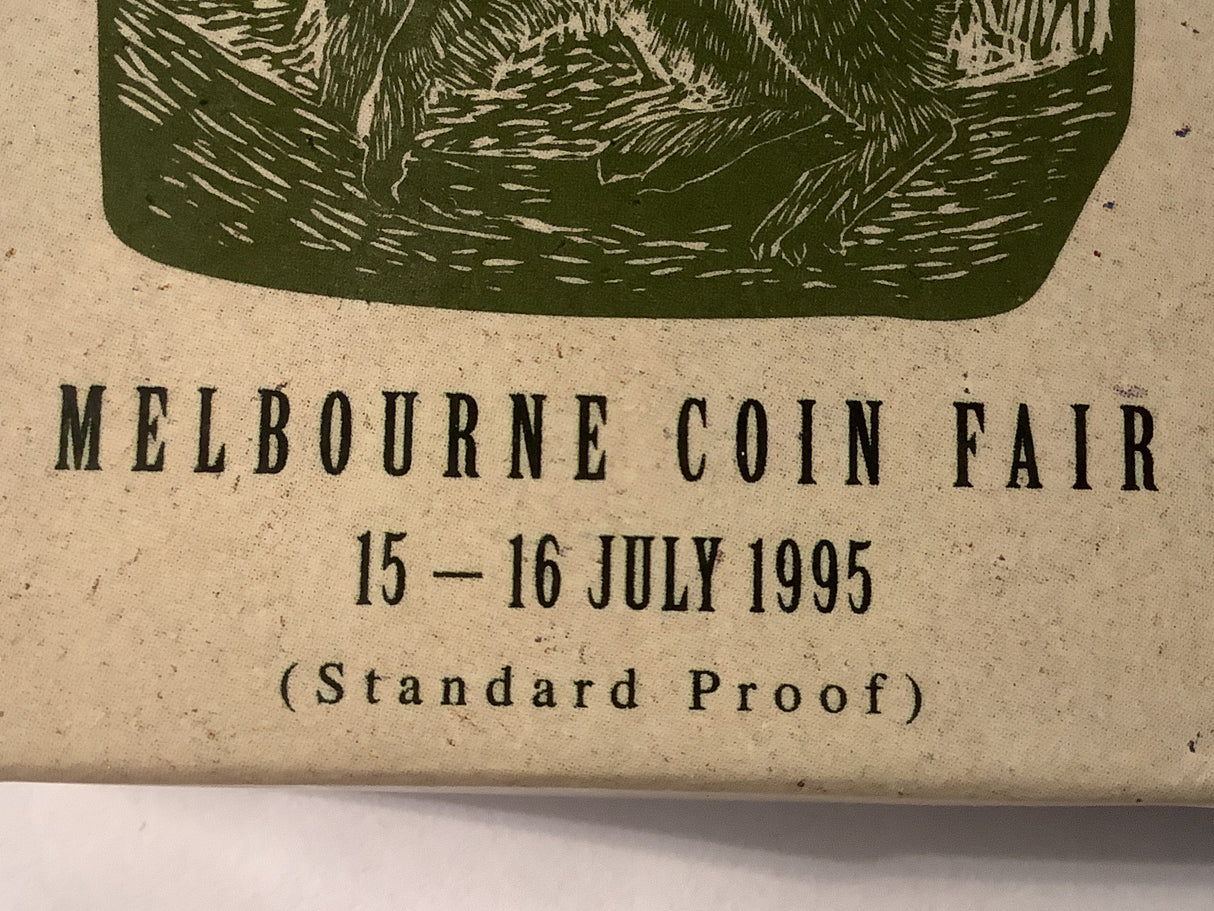 MELBOURNE COIN FAIR
15 – 16 JULY 1995
(Standard Proof)